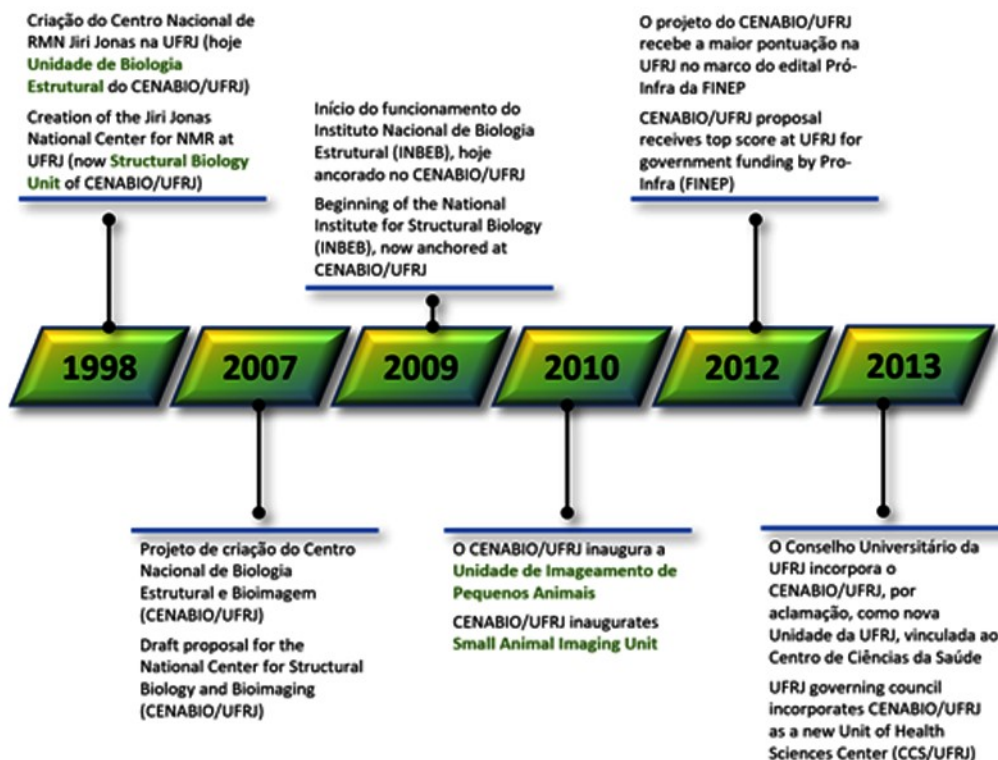 Criação do Centro Nacional de
RMN Jiri Jonas na UFRJ (hoje
Unidade de Biologia
Estrutural do CENABIO/UFRJ)
Creation of the Jiri Jonas
National Center for NMR at
UFRJ (now Structural Biology
Unit of CENABIO/UFRJ)
Início do funcionamento do
Instituto Nacional de Biologia
Estrutural (INBEB), hoje
ancorado no CENABIO/UFRJ
Beginning of the National
Institute for Structural Biology
(INBEB), now anchored at
CENABIO/UFRJ
O projeto do CENABIO/UFRJ
recebe a maior pontuação na
UFRJ no marco do edital Pró-
Infra da FINEP
CENABIO/UFRJ proposal
receives top score at UFRJ for
government funding by Pro-
Infra (FINEP)
1998
2007
2009
2010
2012
2013
Projeto de criação do Centro
Nacional de Biologia
Estrutural e Bioimagem
(CENABIO/UFRJ)
Draft proposal for the
National Center for Structural
Biology and Bioimaging
(CENABIO/UFRJ)
O CENABIO/UFRJ inaugura a
Unidade de Imageamento de
Pequenos Animais
CENABIO/UFRJ inaugurates
Small Animal Imaging Unit
O Conselho Universitário da
UFRJ incorpora o
CENABIO/UFRJ, por
aclamação, como nova
Unidade da UFRJ, vinculada ao
Centro de Ciências da Saúde
UFRJ governing council
incorporates CENABIO/UFRJ
as a new Unit of Health
Sciences Center (CCS/UFRJ)